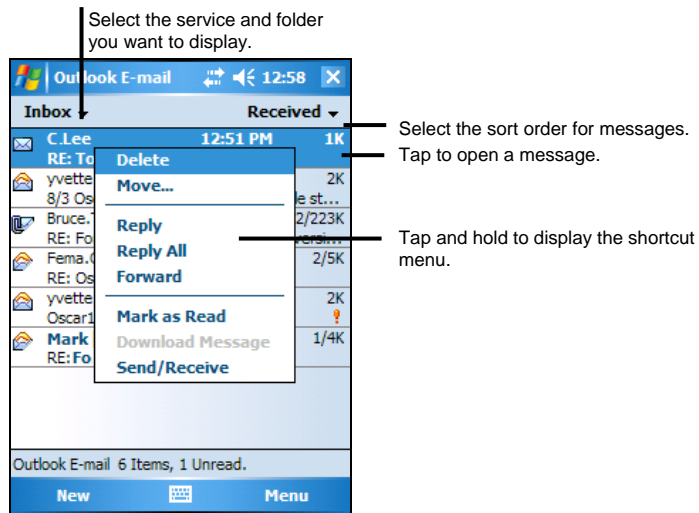 Select the service and folder
you want to display.
Outlook E-mail 12:58
Inbox Received
C.Lee 12:51 PM 1K
RE: To
Delete
yvette 2K
Move...
8/3 Os le st...
Bruce. 2/223K
Reply
RE: Fo versi...
Reply All
Fema. 2/5K
Forward
RE: Os
yvette 2K
Mark as Read
Oscar1
Mark 1/4K
Download Message
RE: Fo
Send/Receive
Outlook E-mail 6 Items, 1 Unread.
New Menu
Select the sort order for messages.
Tap to open a message.
Tap and hold to display the shortcut
menu.